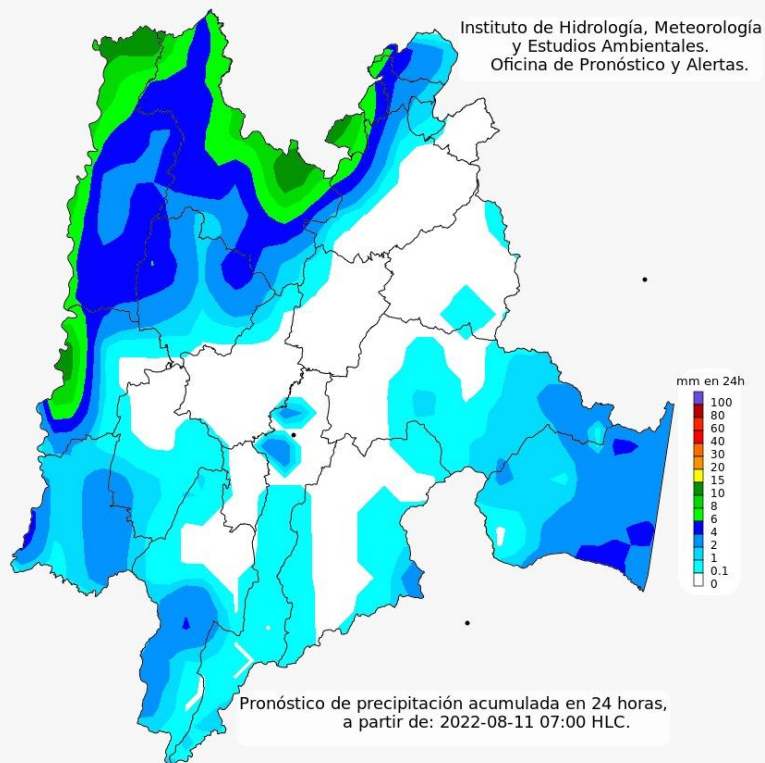 Instituto de Hidrología, Meteorología
y Estudios Ambientales.
Oficina de Pronóstico y Alertas.
mm en 24h
100
80
60
40
30
20
15
10
8
6
4
2
1
0.1
0
Pronóstico de precipitación acumulada en 24 horas,
a partir de: 2022-08-11 07:00 HLC.